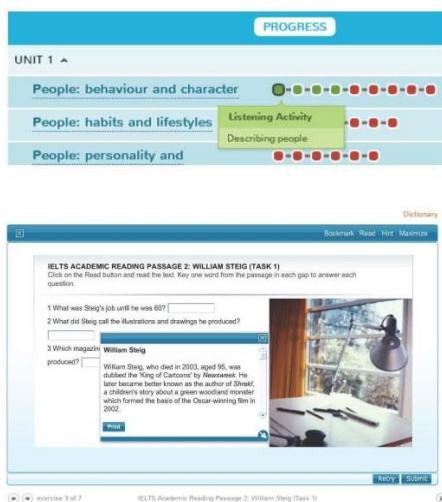 PROGRESS
UNIT 1
People: behaviour and character
Listening Activity
People: habits and lifestyles
Describing people
People: personality and
Dictionary
Bookmark Read Hint Maximize
IELTS ACADEMIC READING PASSAGE 2: WILLIAM STEIG (TASK 1)
Click on the Read button and read the text. Key one word from the passage in each gap to answer each
question.
1 What was Steig's job until he was 60?
2 What did Steig call the illustrations and drawings he produced?
3 Which magazin
produced?
William Steig
William Steig, who died in 2003, aged 95, was
dubbed the 'King of Cartoons' by Newsweek. He
later became better known as the author of Shrek!,
a children's story about a green woodland monster
which formed the basis of the Oscar-winning film in
2002.
Print
Retry Submit
exercise 3 of 7
IELTS Academic Reading Passage 2: William Steig (Task 1)